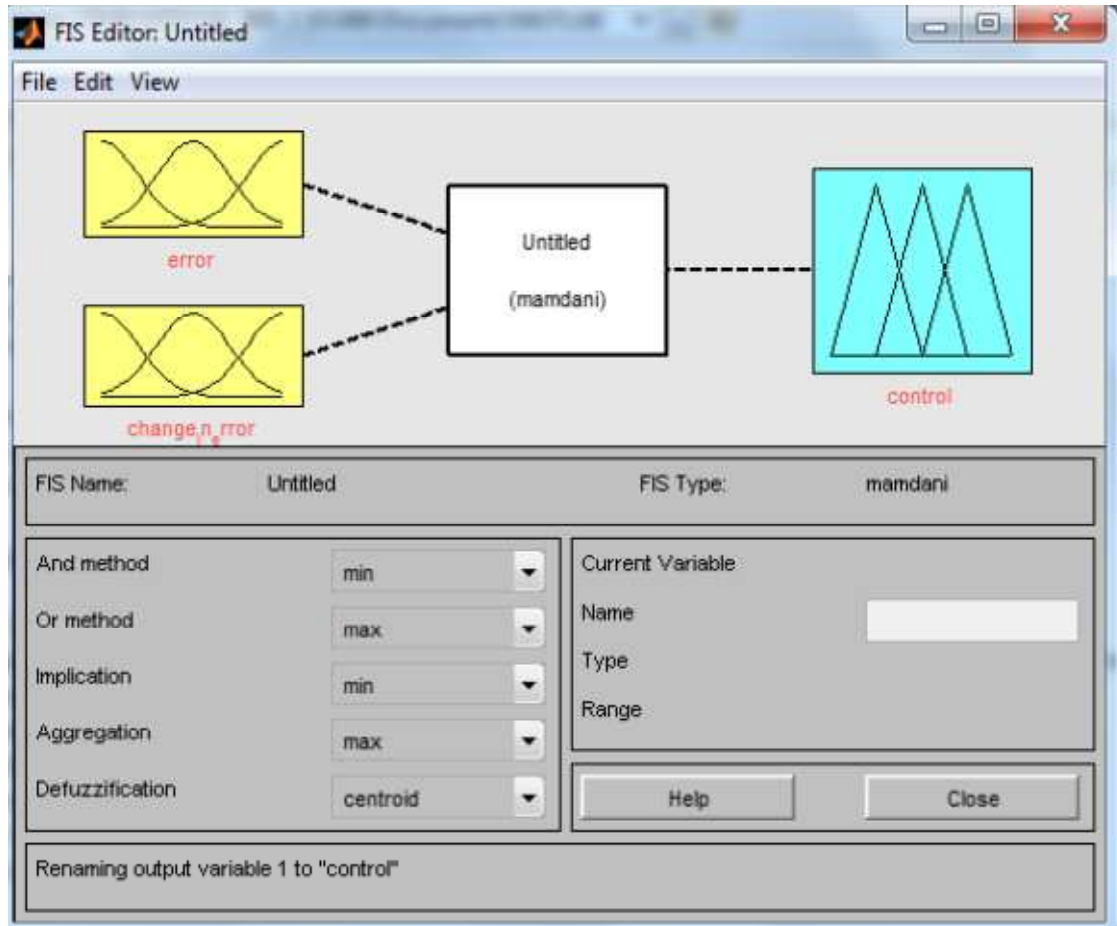 FIS Editor: Untitled
File Edit View
error
change_i_n_e_rror
Untitled
(mamdani)
control
FIS Name: Untitled FIS Type: mamdani
And method min
Or method max
Implication min
Aggregation max
Defuzzification centroid
Current Variable
Name
Type
Range
Help Close
Renaming output variable 1 to "control"